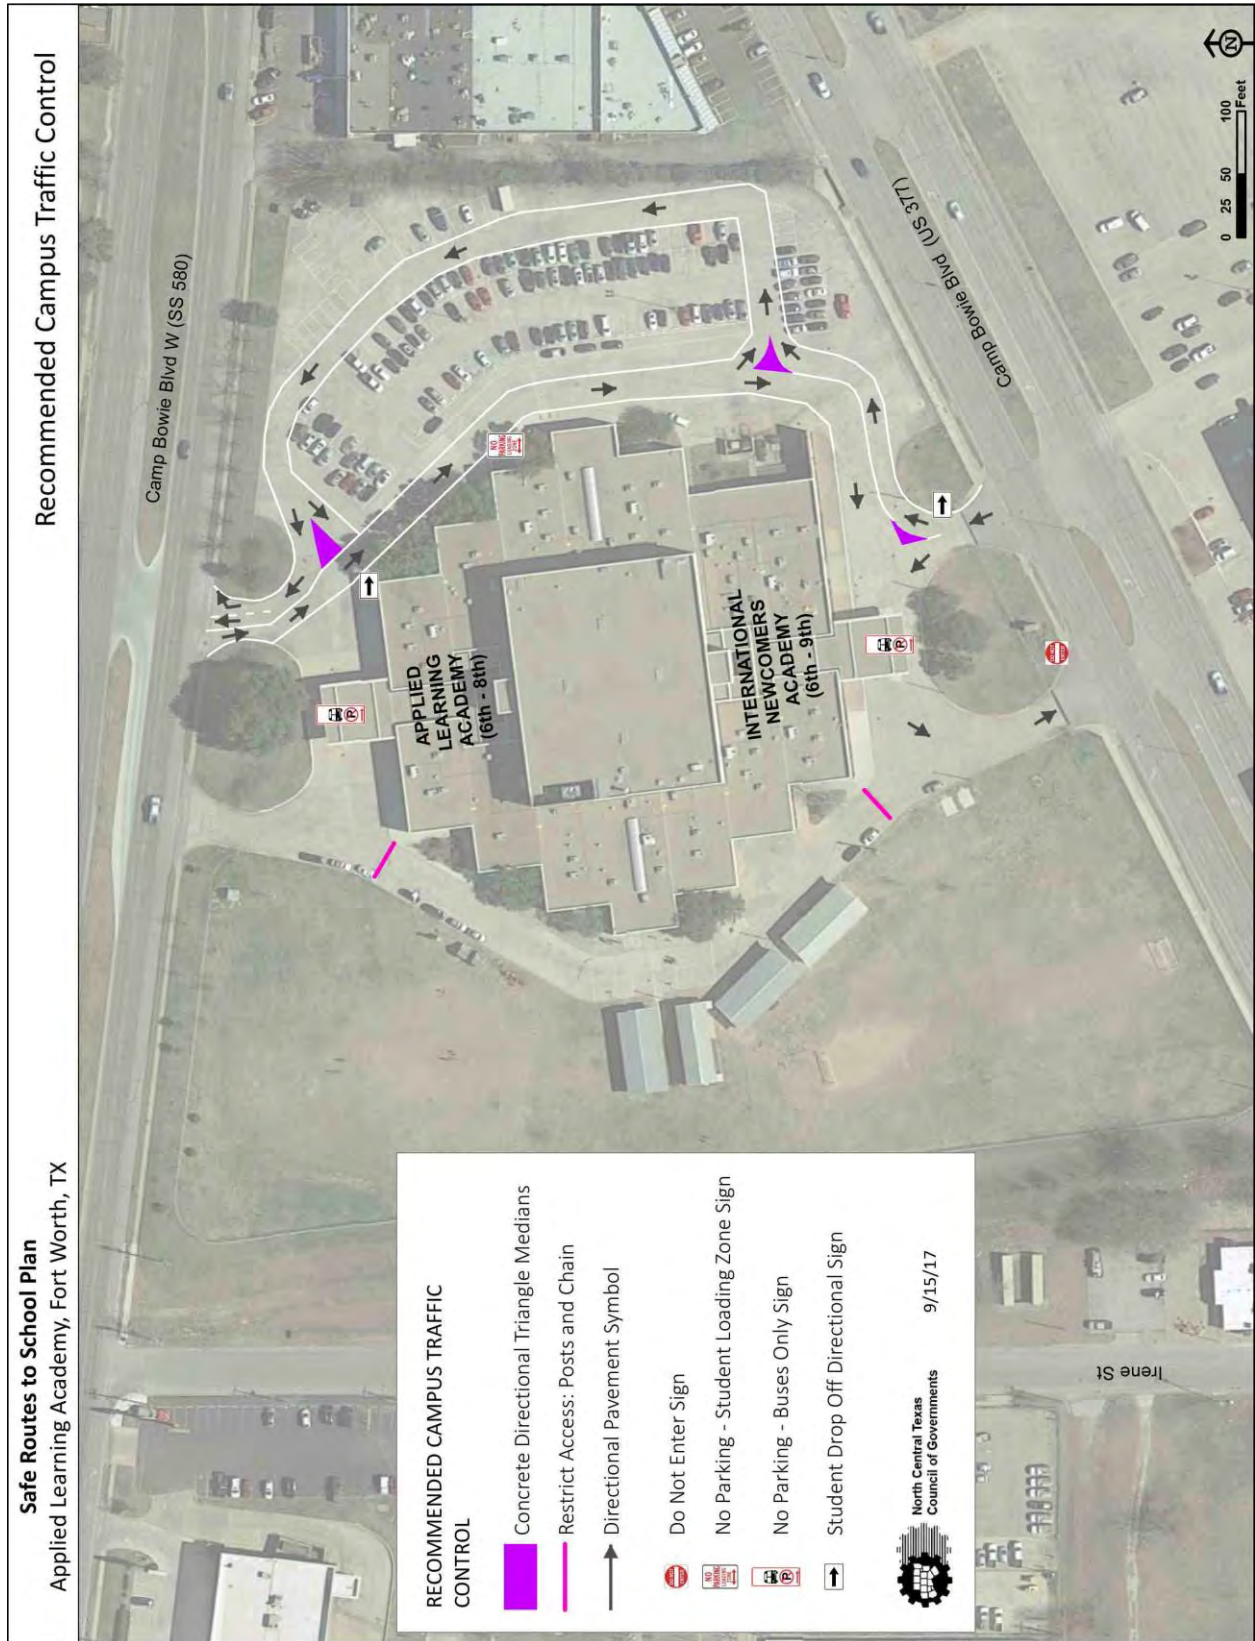 Safe Routes to School Plan
Applied Learning Academy, Fort Worth, TX
Recommended Campus Traffic Control
Camp Bowie Blvd W (SS 580)
APPLIED
LEARNING
ACADEMY
(6th - 8th)
INTERNATIONAL
NEWCOMERS
ACADEMY
(6th - 9th)
NO
PARKING
Camp Bowie Blvd (US 377)
Irene St
RECOMMENDED CAMPUS TRAFFIC
CONTROL
Concrete Directional Triangle Medians
Restrict Access: Posts and Chain
Directional Pavement Symbol
Do Not Enter Sign
NO
PARKING
No Parking - Student Loading Zone Sign
No Parking - Buses Only Sign
Student Drop Off Directional Sign
North Central Texas
Council of Governments
9/15/17
N
0 25 50 100
Feet